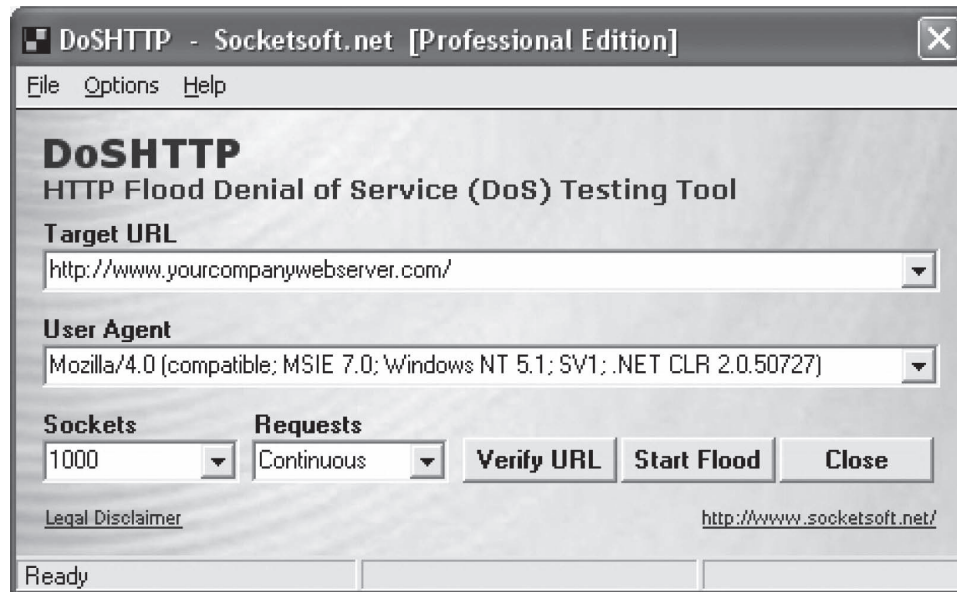 DoSHTTP - Socketsoft.net [Professional Edition]
File Options Help
DoSHTTP
HTTP Flood Denial of Service (DoS) Testing Tool
Target URL
http://www.yourcompanywebserver.com/
User Agent
Mozilla/4.0 (compatible; MSIE 7.0; Windows NT 5.1; SV1; .NET CLR 2.0.50727)
Sockets Requests
1000 Continuous Verify URL Start Flood Close
Legal Disclaimer http://www.socketsoft.net/
Ready